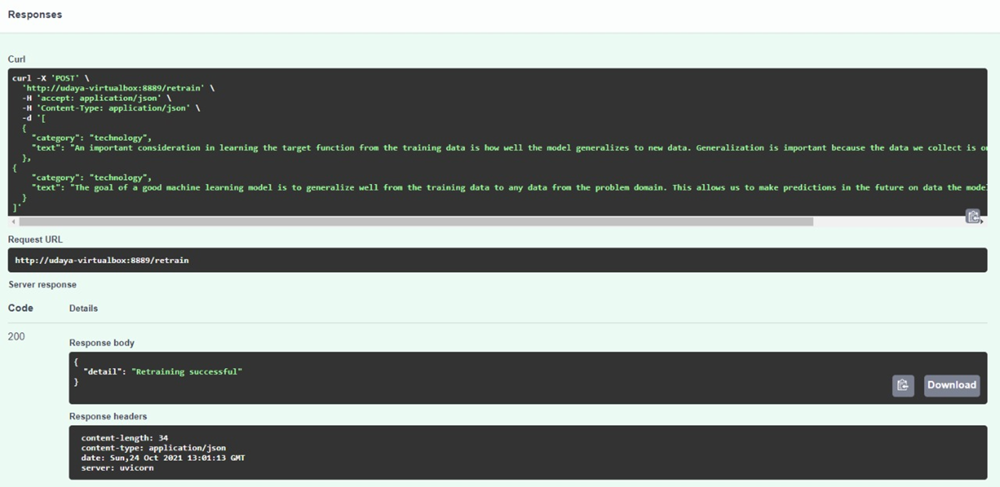 Responses
Curl
curl -X 'POST' \
'http://udaya-virtualbox:8889/retrain' \
-H 'accept: application/json' \
-H 'Content-Type: application/json' \
-d '[
{
"category": "technology",
"text": "An important consideration in learning the target function from the training data is how well the model generalizes to new data. Generalization is important because the data we collect is
},
{
"category": "technology",
"text": "The goal of a good machine learning model is to generalize well from the training data to any data from the problem domain. This allows us to make predictions in the future on data the
}
]'
Request URL
http://udaya-virtualbox:8889/retrain
Server response
Code Details
200
Response body
{
"detail": "Retraining successful"
}
Download
Response headers
content-length: 34
content-type: application/json
date: Sun,24 Oct 2021 13:01:13 GMT
server: uvicorn